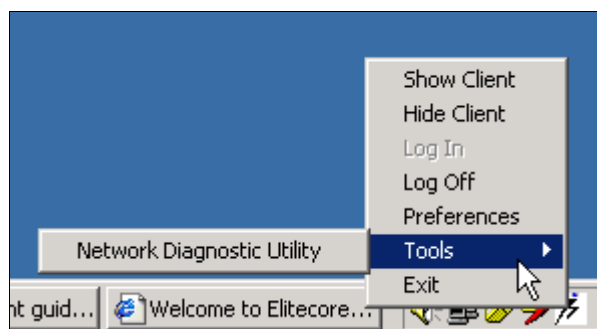 Show Client
Hide Client
Log In
Log Off
Preferences
Network Diagnostic Utility
Tools
Exit
nt guid...
Welcome to Elitecore...